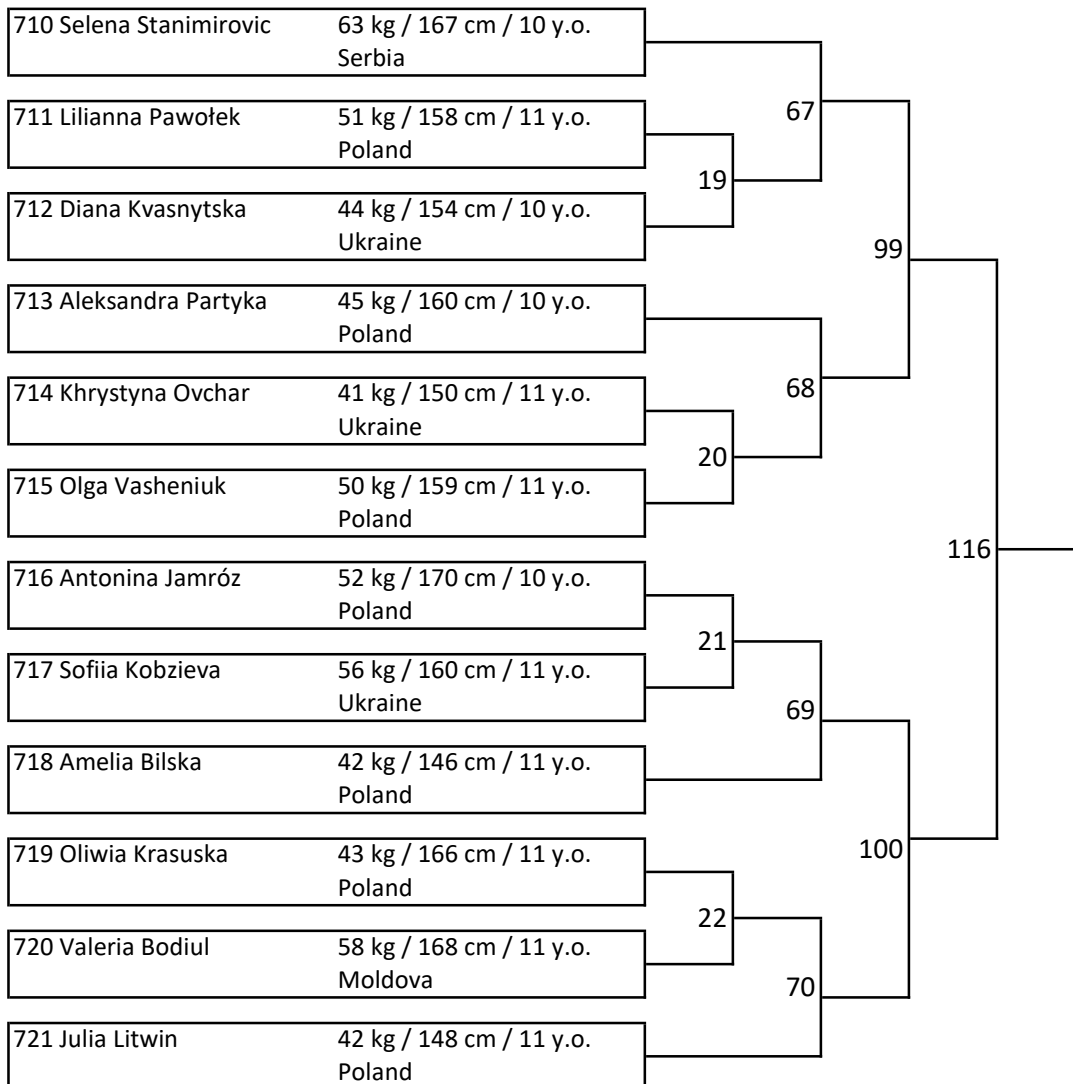 710 Selena Stanimirovic 63 kg / 167 cm / 10 y.o.
Serbia
67
711 Lilianna Pawołek 51 kg / 158 cm / 11 y.o.
Poland
19
712 Diana Kvasnytska 44 kg / 154 cm / 10 y.o.
Ukraine
99
713 Aleksandra Partyka 45 kg / 160 cm / 10 y.o.
Poland
68
714 Khrystyna Ovchar 41 kg / 150 cm / 11 y.o.
Ukraine
20
715 Olga Vasheniuk 50 kg / 159 cm / 11 y.o.
Poland
116
716 Antonina Jamróz 52 kg / 170 cm / 10 y.o.
Poland
21
717 Sofiia Kobzieva 56 kg / 160 cm / 11 y.o.
Ukraine
69
718 Amelia Bilska 42 kg / 146 cm / 11 y.o.
Poland
100
719 Oliwia Krasuska 43 kg / 166 cm / 11 y.o.
Poland
22
720 Valeria Bodiul 58 kg / 168 cm / 11 y.o.
Moldova
70
721 Julia Litwin 42 kg / 148 cm / 11 y.o.
Poland